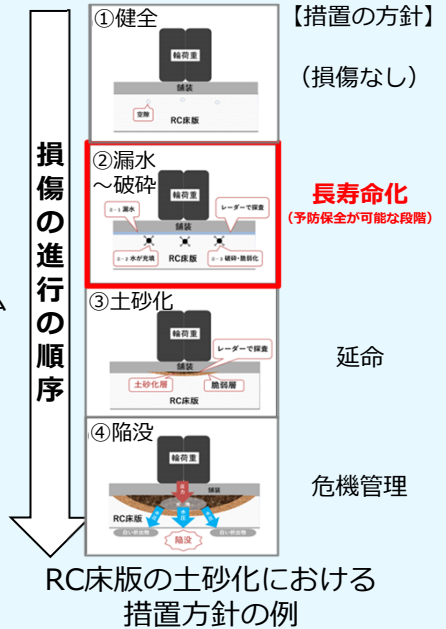 損傷の進行の順序
【措置の方針】
①健全
輪荷重
舗装
空隙
RC床版
（損傷なし）
②漏水
～破砕
輪荷重
②-1 漏水
レーダーで探査
舗装
②-2 水が充填
RC床版
②-3 破砕・脆弱化
長寿命化
（予防保全が可能な段階）
③土砂化
輪荷重
レーダーで探査
舗装
土砂化層
脆弱層
RC床版
延命
④陥没
輪荷重
舗装
RC床版
陥没
危機管理
RC床版の土砂化における
措置方針の例